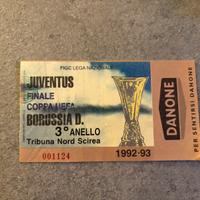 FIGC LEGA NAZIONALE
JUVENTUS
FINALE
COPPA UEFA
BORUSSIA D.
3° ANELLO
Tribuna Nord Scirea
001124
1992-93
DANONE
PER SENTIRSI DANONE